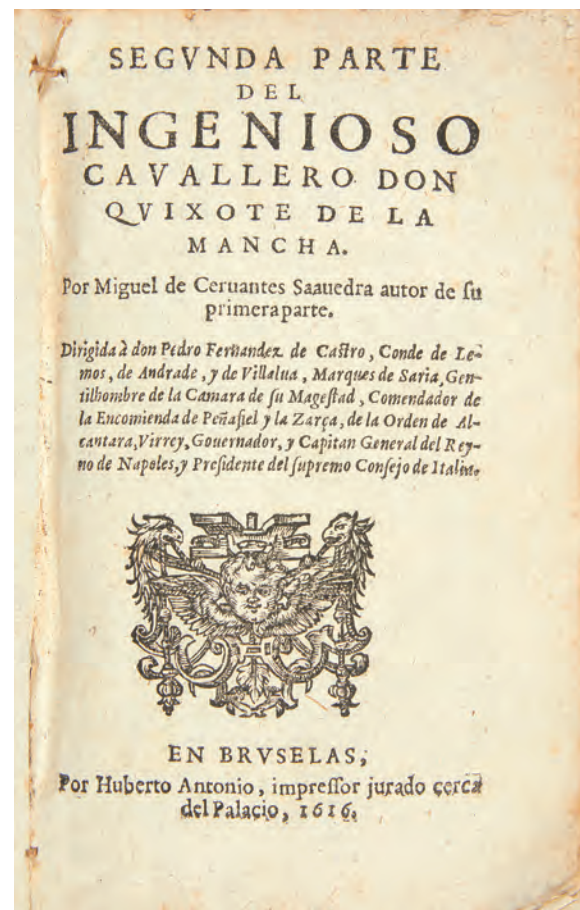 SEGVNDA PARTE
DEL
INGENIOSO
CAVALLERO DON
QVIXOTE DE LA
MANCHA.
Por Miguel de Ceruantes Saauedra autor de ſu
primera parte.
Dirigida à don Pedro Fernandez de Caſtro, Conde de Le-
mos, de Andrade, y de Villalua, Marques de Saria, Gen-
tilhombre de la Camara de ſu Mageſtad, Comendador de
la Encomienda de Peñafiel y la Zarça, de la Orden de Al-
cantara, Virrey, Gouernador, y Capitan General del Rey-
no de Napoles, y Preſidente del ſupremo Conſejo de Italia.
EN BRVSELAS,
Por Huberto Antonio, impreſſor jurado cerca
del Palacio, 1616.